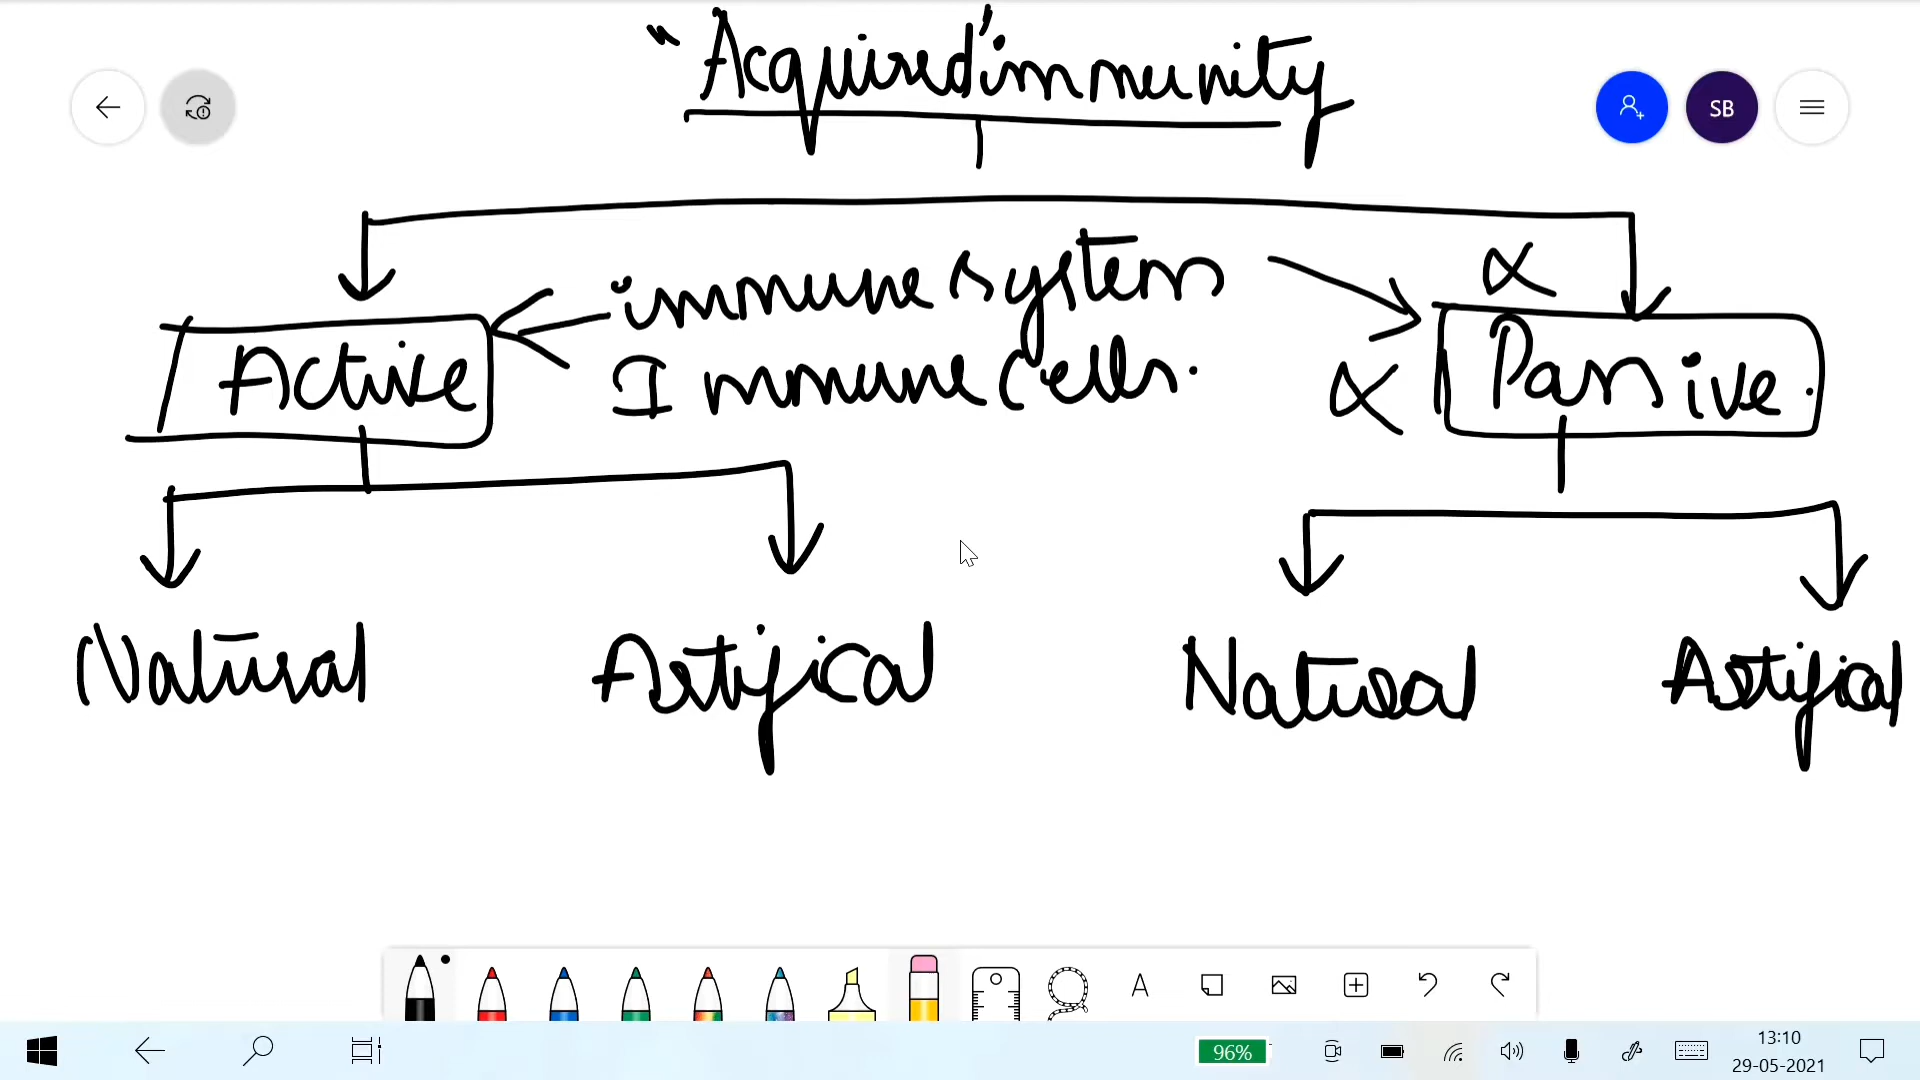 "Acquired" immunity
SB
immune system
α
Active
Immune cells.
α
Passive.
Natural
Artifical
Natural
Artifical
A
96%
13:10
29-05-2021